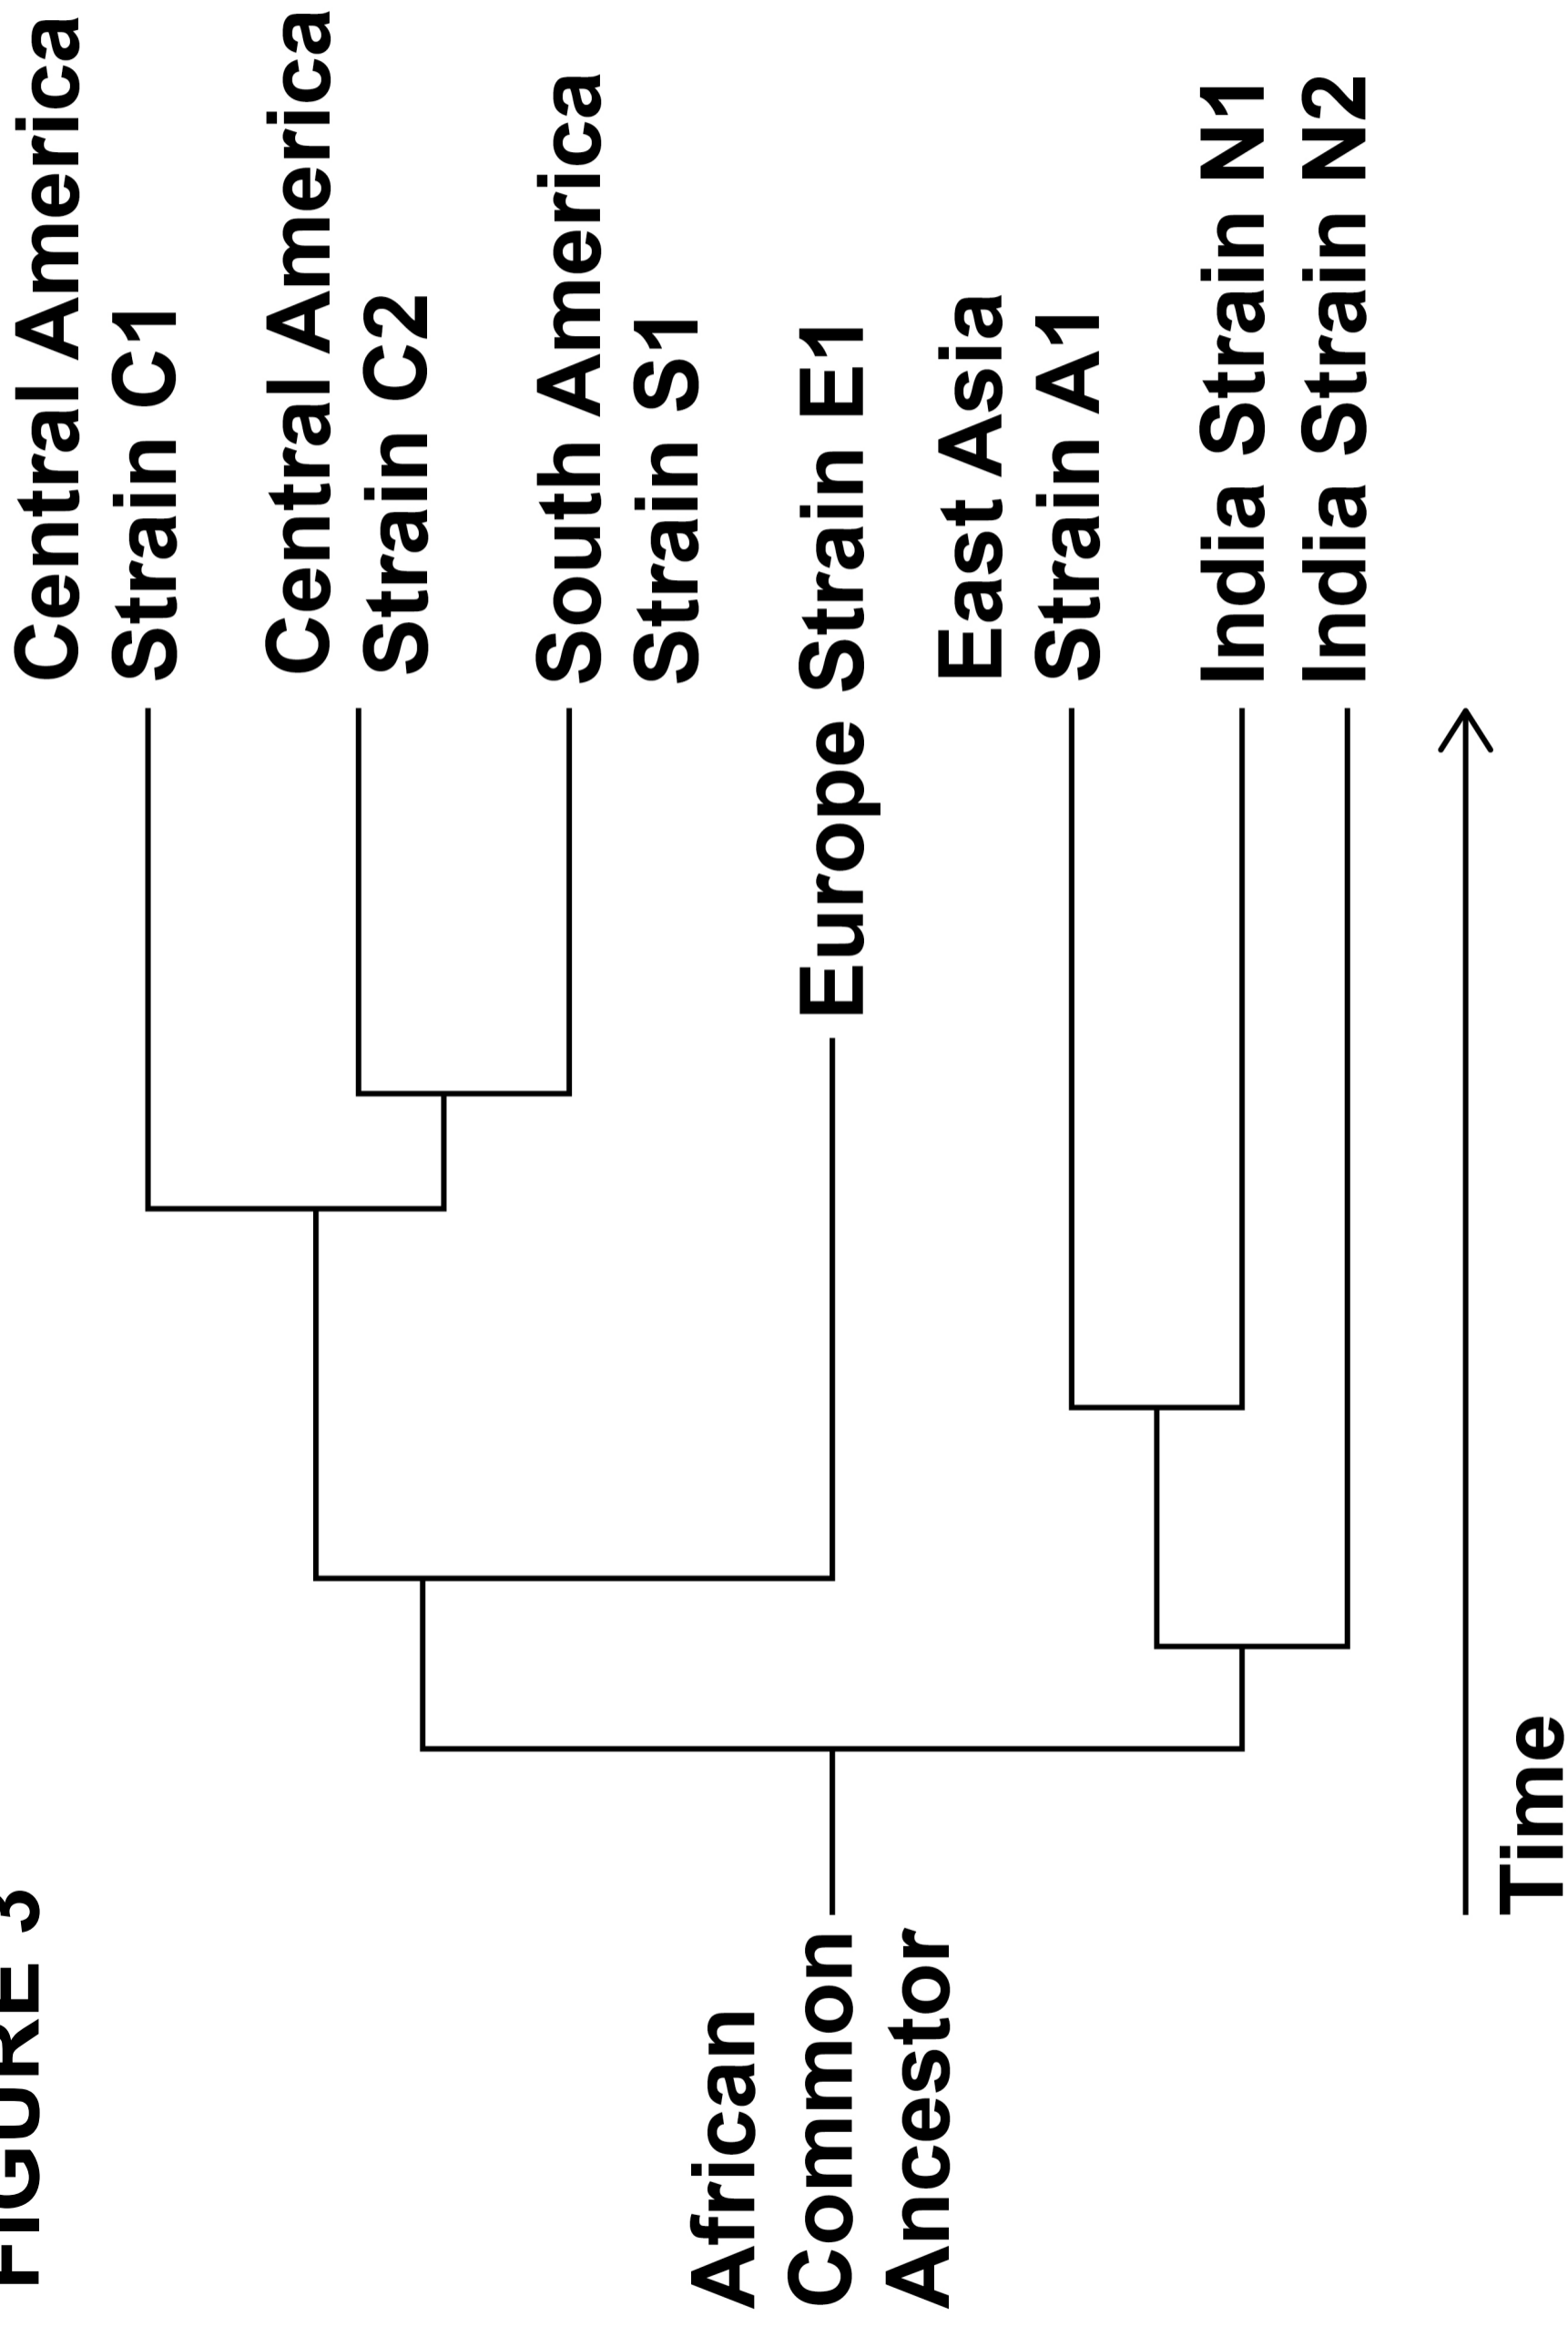 FIGURE 3
Central America
Strain C1
Central America
Strain C2
South America
Strain S1
Europe Strain E1
East Asia
Strain A1
India Strain N1
India Strain N2
African
Common
Ancestor
Time